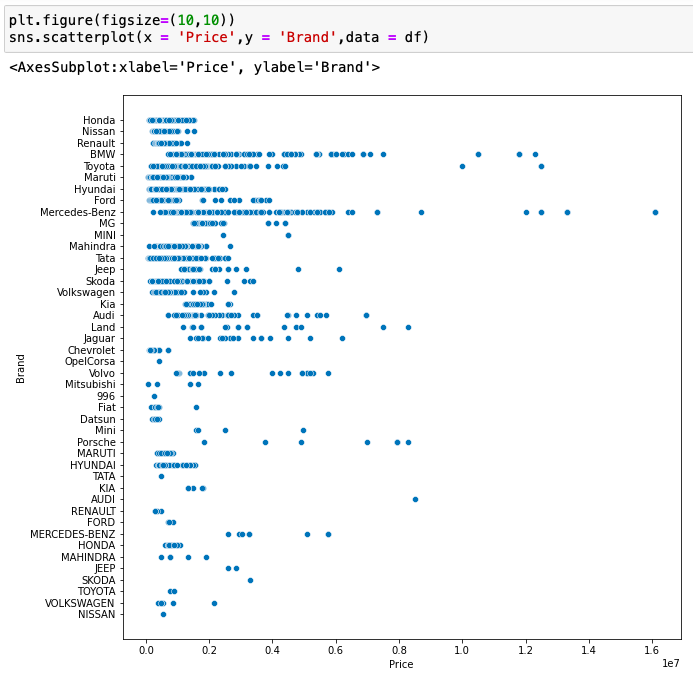 plt.figure(figsize=(10,10))
sns.scatterplot(x = 'Price',y = 'Brand',data = df)
<AxesSubplot:xlabel='Price', ylabel='Brand'>
Honda
Nissan
Renault
BMW
Toyota
Maruti
Hyundai
Ford
Mercedes-Benz
MG
MINI
Mahindra
Tata
Jeep
Skoda
Volkswagen
Kia
Audi
Land
Jaguar
Chevrolet
OpelCorsa
Volvo
Mitsubishi
996
Fiat
Datsun
Mini
Porsche
MARUTI
HYUNDAI
TATA
KIA
AUDI
RENAULT
FORD
MERCEDES-BENZ
HONDA
MAHINDRA
JEEP
SKODA
TOYOTA
VOLKSWAGEN
NISSAN
Brand
0.0 0.2 0.4 0.6 0.8 1.0 1.2 1.4 1.6
1e7
Price